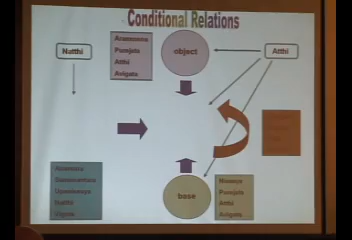 Conditional Relations
Natthi
Arammana
Purejata
Atthi
Avigata
object
Atthi
Anantara
Samanantara
Upanissaya
Natthi
Vigata
base
Nissaya
Purejata
Atthi
Avigata